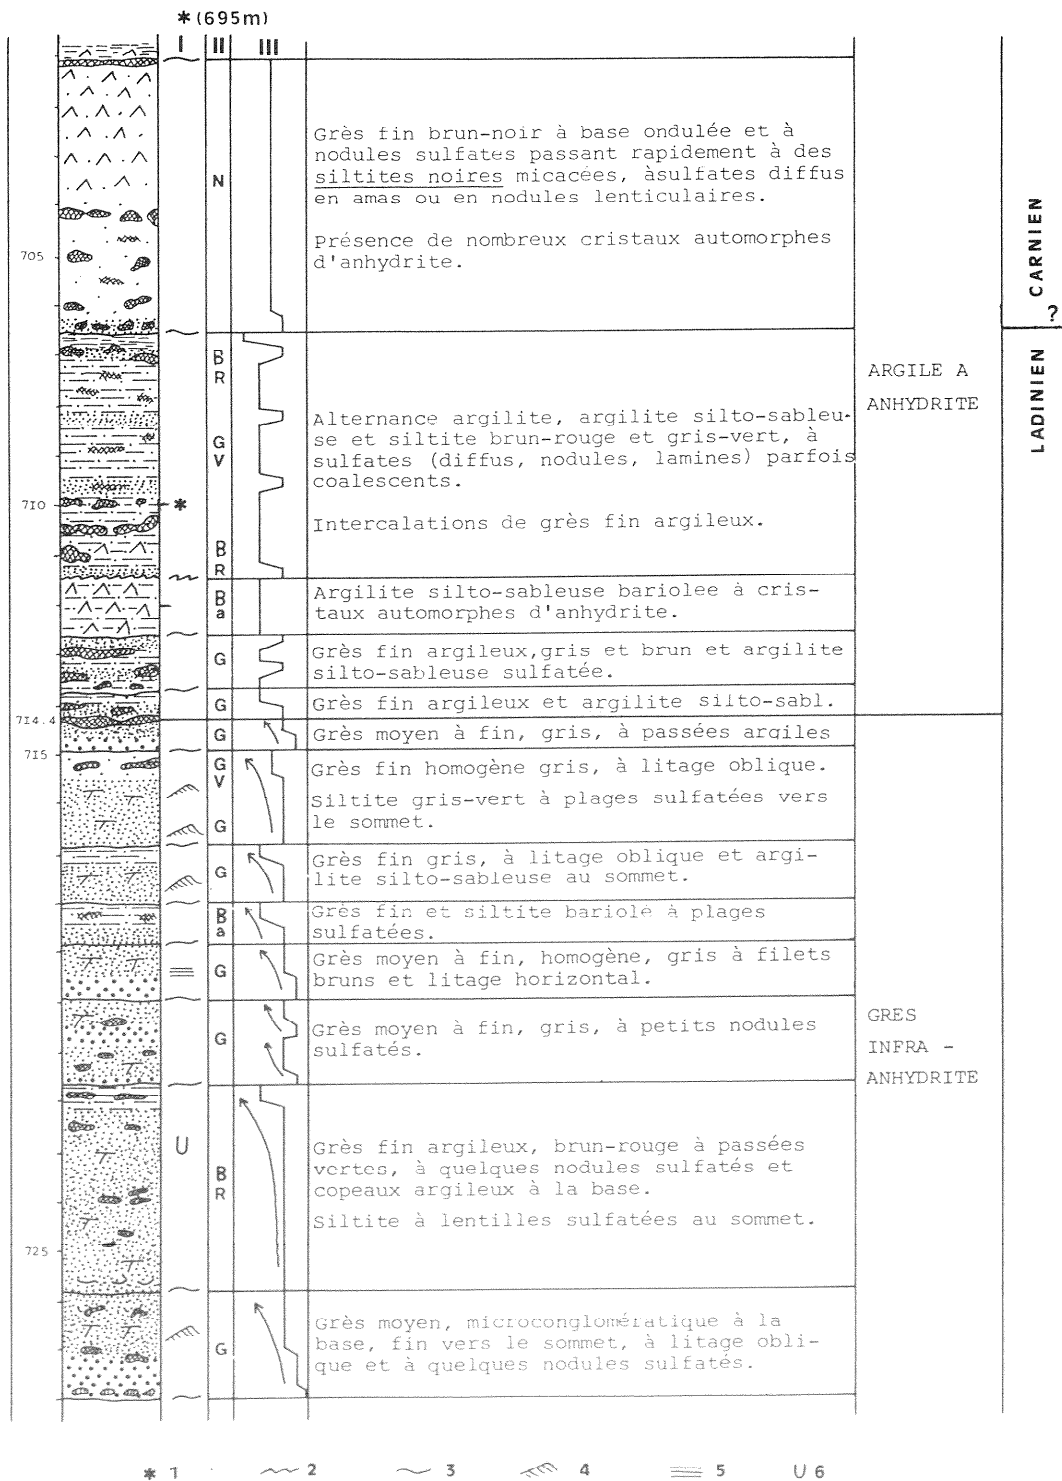 * (695m)
I II III
Grès fin brun-noir à base ondulée et à
nodules sulfatés passant rapidement à des
siltites noires micacées, àsulfates diffus
en amas ou en nodules lenticulaires.
N
Présence de nombreux cristaux automorphes
d'anhydrite.
705
CARNIEN
?
LADINIEN
B
R
ARGILE A
ANHYDRITE
Alternance argilite, argilite silto-sableu-
se et siltite brun-rouge et gris-vert, à
sulfates (diffus, nodules, lamines) parfois
coalescents.
G
V
710
*
Intercalations de grès fin argileux.
B
R
Argilite silto-sableuse bariolee à cris-
taux automorphes d'anhydrite.
B
a
Grès fin argileux,gris et brun et argilite
silto-sableuse sulfatée.
G
Grès fin argileux et argilite silto-sabl.
G
714.4
Grès moyen à fin, gris, à passées argiles
G
715
Grès fin homogène gris, à litage oblique.
G
V
Siltite gris-vert à plages sulfatées vers
le sommet.
G
Grès fin gris, à litage oblique et argi-
lite silto-sableuse au sommet.
G
Grès fin et siltite bariolé à plages
sulfatées.
B
a
Grès moyen à fin, homogène, gris à filets
bruns et litage horizontal.
G
Grès moyen à fin, gris, à petits nodules
sulfatés.
G
GRES
INFRA -
ANHYDRITE
U
Grès fin argileux, brun-rouge à passées
vertes, à quelques nodules sulfatés et
copeaux argileux à la base.
B
R
Siltite à lentilles sulfatées au sommet.
725
Grès moyen, microconglomératique à la
base, fin vers le sommet, à litage obli-
que et à quelques nodules sulfatés.
G
* 1 2 3 4 5 U 6